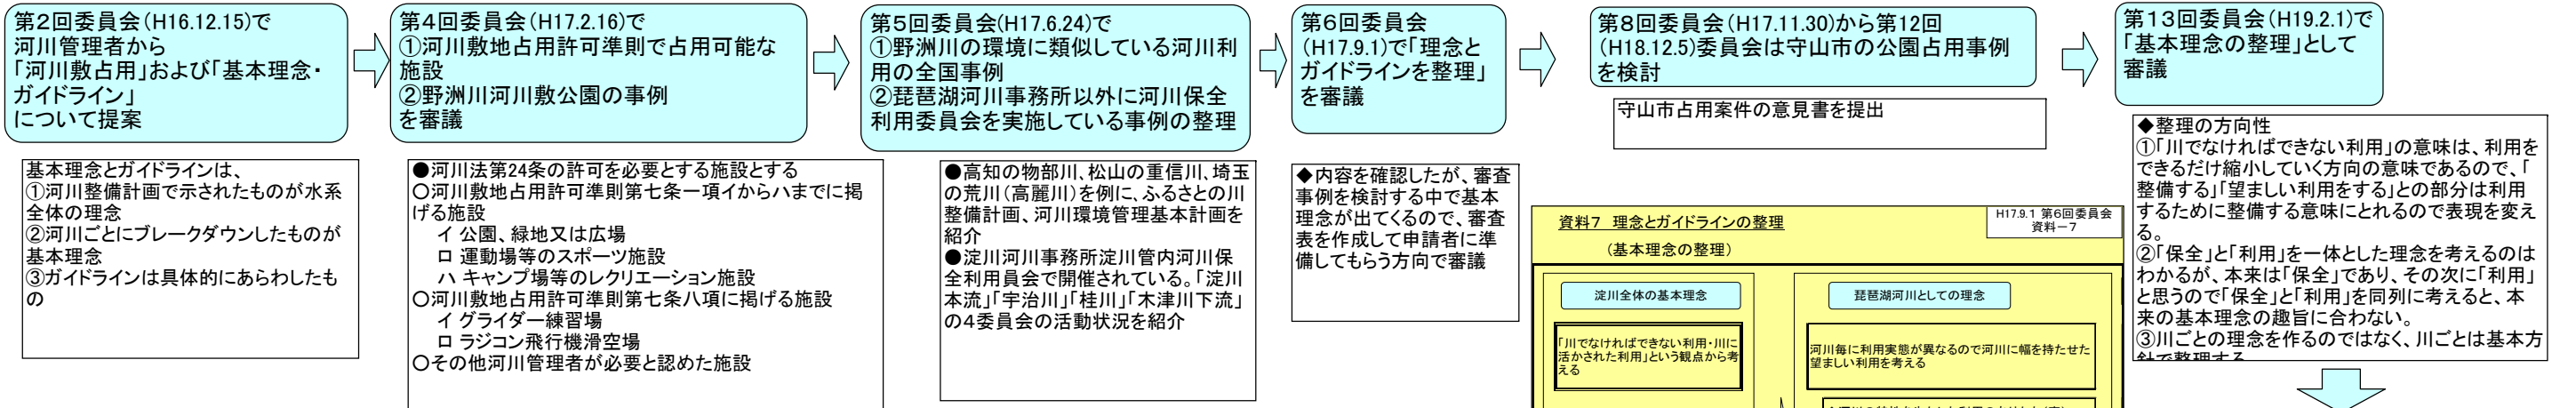 第2回委員会(H16.12.15)で
河川管理者から
「河川敷占用」および「基本理念・
ガイドライン」
について提案
基本理念とガイドラインは、
①河川整備計画で示されたものが水系
全体の理念
②河川ごとにブレークダウンしたものが
基本理念
③ガイドラインは具体的にあらわしたも
の
第4回委員会(H17.2.16)で
①河川敷地占用許可準則で占用可能な
施設
②野洲川河川敷公園の事例
を審議
●河川法第24条の許可を必要とする施設とする
○河川敷地占用許可準則第七条一項イからハまでに掲
げる施設
イ 公園、緑地又は広場
ロ 運動場等のスポーツ施設
ハ キャンプ場等のレクリエーション施設
○河川敷地占用許可準則第七条八項に掲げる施設
イ グライダー練習場
ロ ラジコン飛行機滑空場
○その他河川管理者が必要と認めた施設
第5回委員会(H17.6.24)で
①野洲川の環境に類似している河川利
用の全国事例
②琵琶湖河川事務所以外に河川保全
利用委員会を実施している事例の整理
●高知の物部川、松山の重信川、埼玉
の荒川(高麗川)を例に、ふるさとの川
整備計画、河川環境管理基本計画を
紹介
●淀川河川事務所淀川管内河川保
全利用員会で開催されている。「淀川
本流」「宇治川」「桂川」「木津川下流」
の4委員会の活動状況を紹介
第6回委員会
(H17.9.1)で「理念と
ガイドラインを整理」
を審議
◆内容を確認したが、審査
事例を検討する中で基本
理念が出てくるので、審査
表を作成して申請者に準
備してもらう方向で審議
第8回委員会(H17.11.30)から第12回
(H18.12.5)委員会は守山市の公園占用事例
を検討
守山市占用案件の意見書を提出
資料7 理念とガイドラインの整理
(基本理念の整理)
H17.9.1 第6回委員会
資料-7
淀川全体の基本理念
「川でなければできない利用・川に
活かされた利用」という観点から考
える
琵琶湖河川としての理念
河川毎に利用実態が異なるので河川に幅を持たせた
望ましい利用を考える
第13回委員会(H19.2.1)で
「基本理念の整理」として
審議
◆整理の方向性
①「川でなければできない利用」の意味は、利用を
できるだけ縮小していく方向の意味であるので、「
整備する」「望ましい利用をする」との部分は利用
するために整備する意味にとれるので表現を変え
る。
②「保全」と「利用」を一体とした理念を考えるのは
わかるが、本来は「保全」であり、その次に「利用」
と思うので「保全」と「利用」を同列に考えると、本
来の基本理念の趣旨に合わない。
③川ごとの理念を作るのではなく、川ごとは基本方
針で整理する